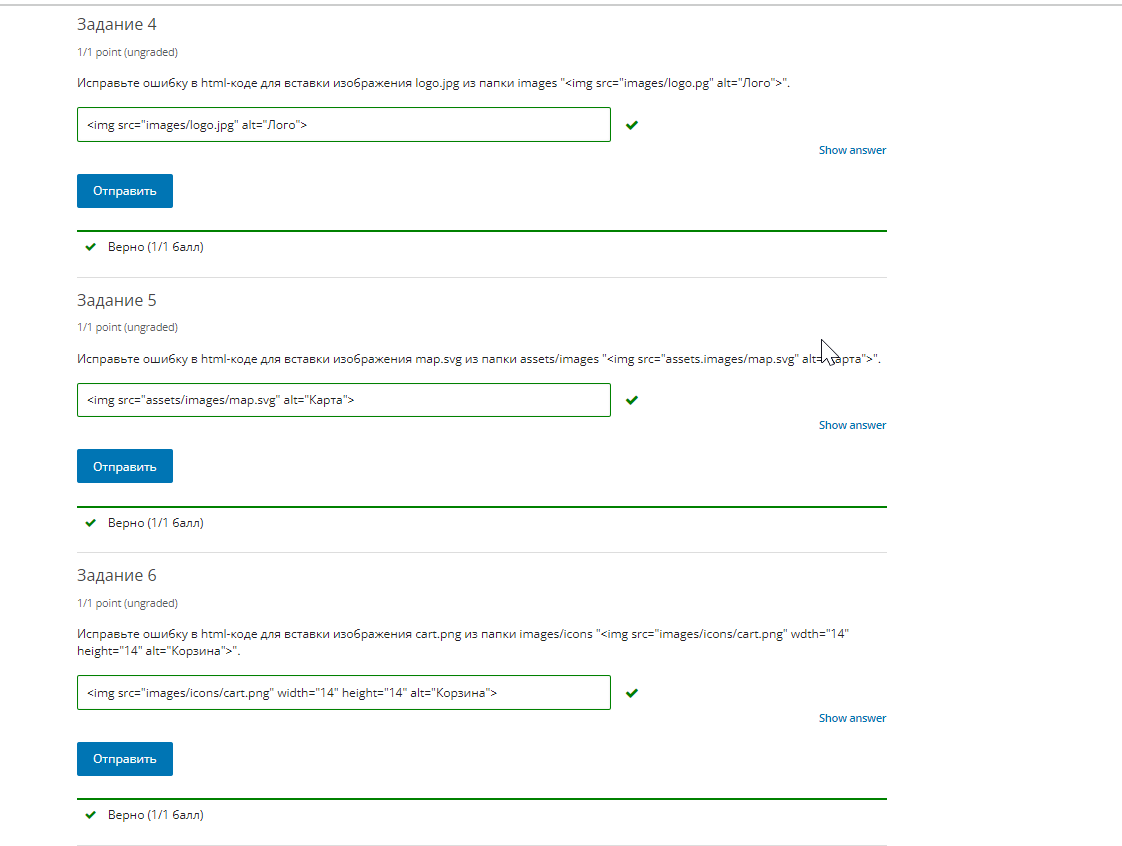 Задание 4
1/1 point (ungraded)
Исправьте ошибку в html-коде для вставки изображения logo.jpg из папки images "<img src="images/logo.pg" alt="Лого">".
<img src="images/logo.jpg" alt="Лого">
Show answer
Отправить
Верно (1/1 балл)
Задание 5
1/1 point (ungraded)
Исправьте ошибку в html-коде для вставки изображения map.svg из папки assets/images "<img src="assets.images/map.svg" alt="Карта">".
<img src="assets/images/map.svg" alt="Карта">
Show answer
Отправить
Верно (1/1 балл)
Задание 6
1/1 point (ungraded)
Исправьте ошибку в html-коде для вставки изображения cart.png из папки images/icons "<img src="images/icons/cart.png" wdth="14"
height="14" alt="Корзина">".
<img src="images/icons/cart.png" width="14" height="14" alt="Корзина">
Show answer
Отправить
Верно (1/1 балл)